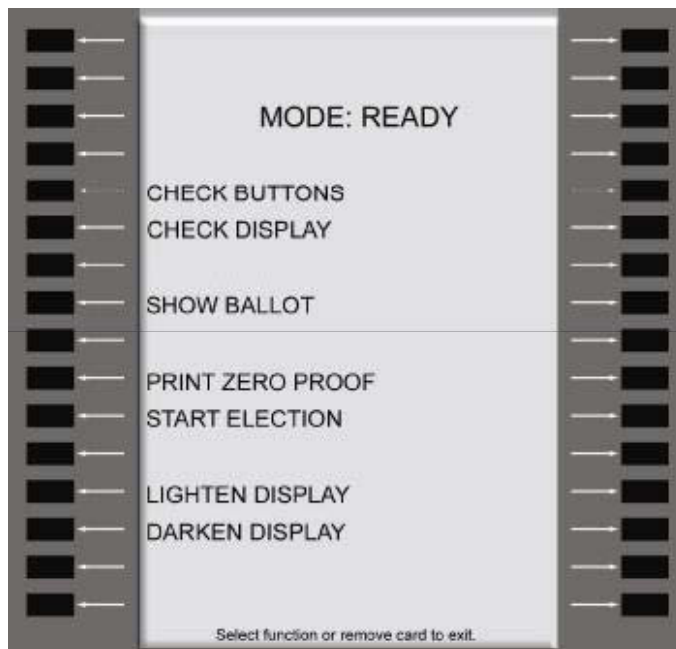 MODE: READY
CHECK BUTTONS
CHECK DISPLAY
SHOW BALLOT
PRINT ZERO PROOF
START ELECTION
LIGHTEN DISPLAY
DARKEN DISPLAY
Select function or remove card to exit.